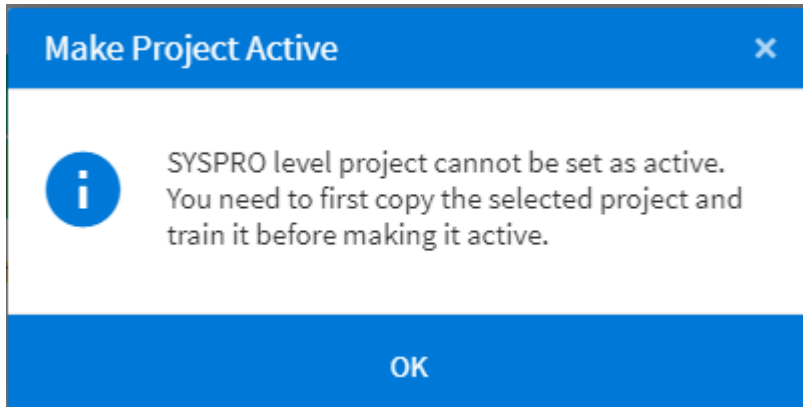 Make Project Active
SYSPRO level project cannot be set as active.
You need to first copy the selected project and
train it before making it active.
OK